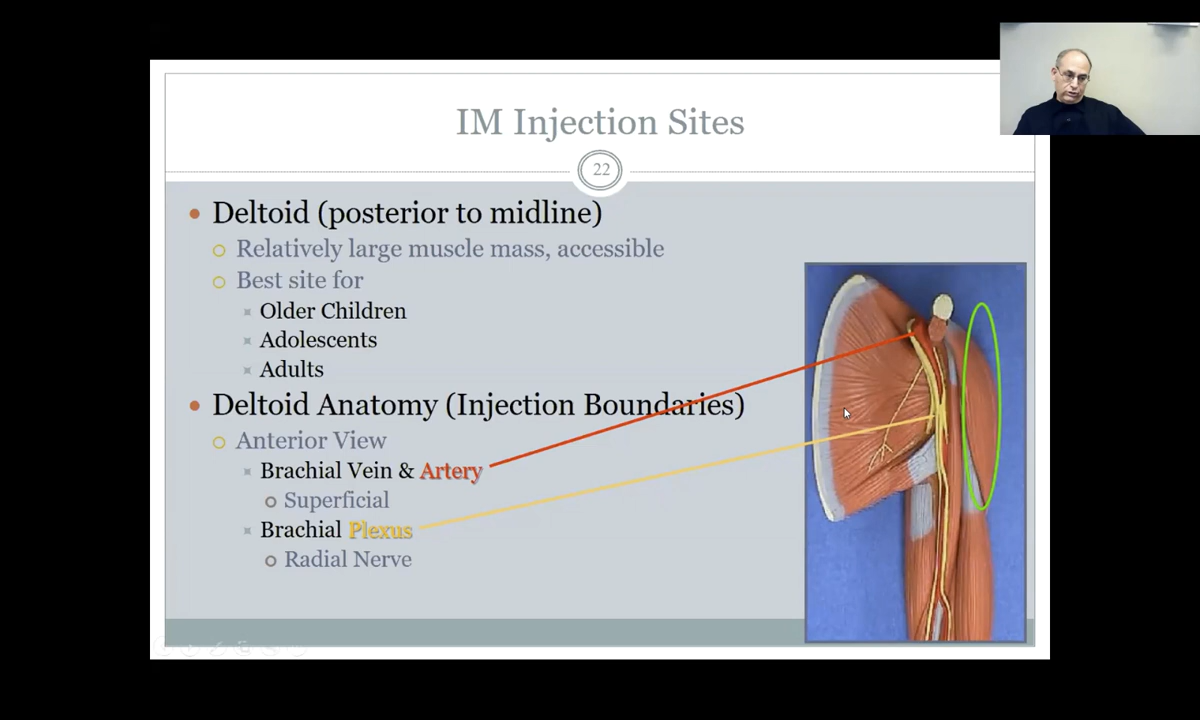 IM Injection Sites
22
Deltoid (posterior to midline)
Relatively large muscle mass, accessible
Best site for
Older Children
Adolescents
Adults
Deltoid Anatomy (Injection Boundaries)
Anterior View
Brachial Vein & Artery
Superficial
Brachial Plexus
Radial Nerve